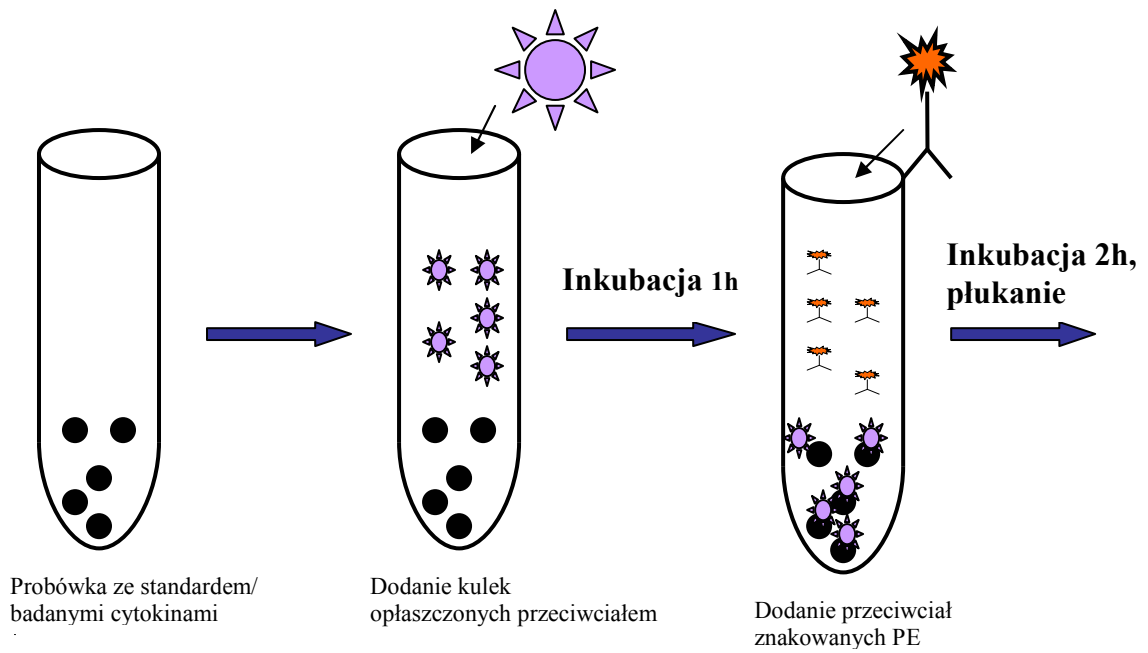 Inkubacja 1h
Inkubacja 2h,
płukanie
Probówka ze standardem/
badanymi cytokinami
Dodanie kulek
opłaszczonych przeciwciałem
Dodanie przeciwciał
znakowanych PE